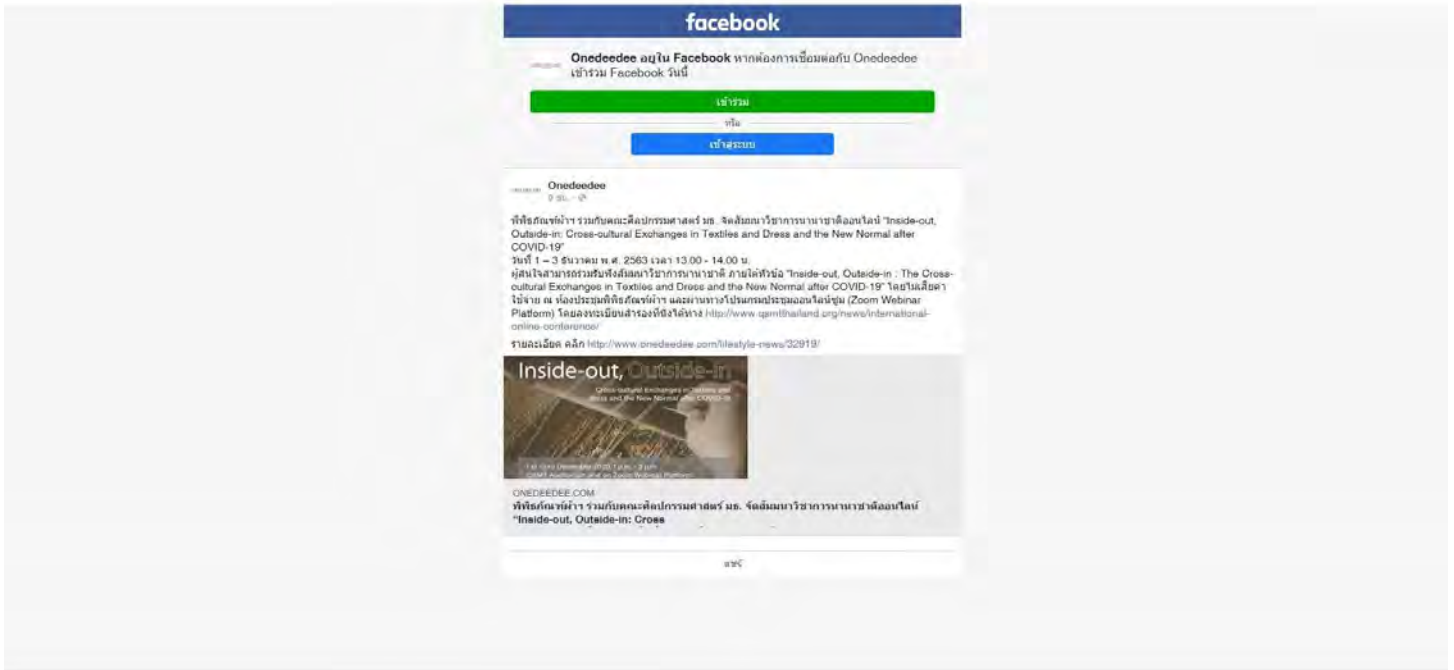 facebook
Onedeedee อยู่ใน Facebook หากต้องการเชื่อมต่อกับ Onedeedee
เข้าร่วม Facebook วันนี้
เข้าร่วม
หรือ
เข้าสู่ระบบ
Onedeedee
9 ชม. ·
พิพิธภัณฑ์ผ้าฯ ร่วมกับคณะศิลปกรรมศาสตร์ มธ. จัดสัมมนาวิชาการนานาชาติออนไลน์ "Inside-out,
Outside-in: Cross-cultural Exchanges in Textiles and Dress and the New Normal after
COVID-19"
วันที่ 1 – 3 ธันวาคม พ.ศ. 2563 เวลา 13.00 - 14.00 น.
ผู้สนใจสามารถร่วมรับฟังสัมมนาวิชาการนานาชาติ ภายใต้หัวข้อ "Inside-out, Outside-in : The Cross-
cultural Exchanges in Textiles and Dress and the New Normal after COVID-19" โดยไม่เสียค่า
ใช้จ่าย ณ ห้องประชุมพิพิธภัณฑ์ผ้าฯ และผ่านทางโปรแกรมประชุมออนไลน์ซูม (Zoom Webinar
Platform) โดยลงทะเบียนสำรองที่นั่งได้ทาง http://www.qsmtthailand.org/news/international-
online-conference/
รายละเอียด คลิก http://www.onedeedee.com/lifestyle-news/32919/
Inside-out, Outside-in
Cross-cultural Exchanges in Textiles and
Dress and the New Normal after COVID-19
December 2020, 1 p.m. - 3 p.m.
QSMT Auditorium and on Zoom Webinar Platform
ONEDEEDEE.COM
พิพิธภัณฑ์ผ้าฯ ร่วมกับคณะศิลปกรรมศาสตร์ มธ. จัดสัมมนาวิชาการนานาชาติออนไลน์
"Inside-out, Outside-in: Cross
แชร์